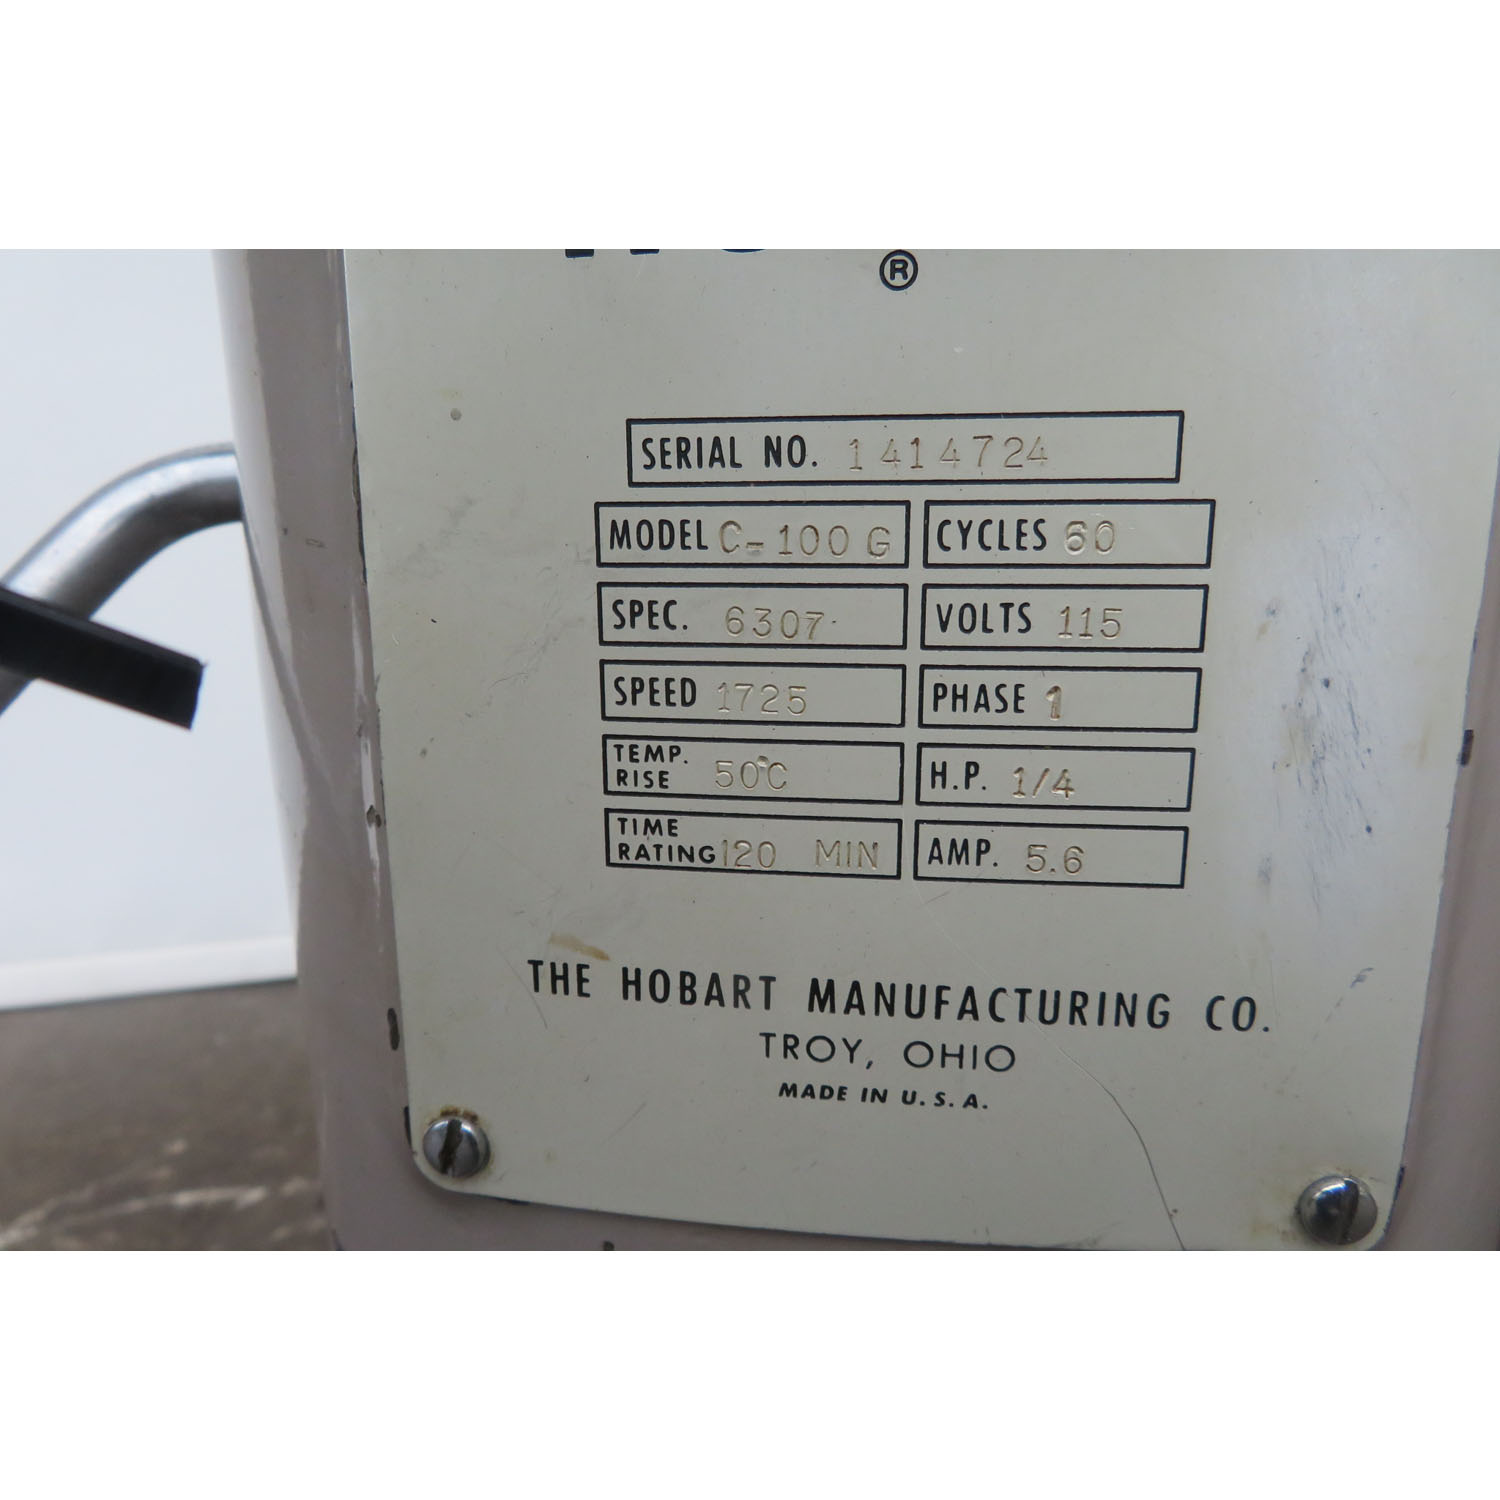 ®
SERIAL NO. 1414724
MODEL C-100 G CYCLES 60
SPEC. 6307 VOLTS 115
SPEED 1725 PHASE 1
TEMP. RISE 50°C H.P. 1/4
TIME RATING 120 MIN AMP. 5.6
THE HOBART MANUFACTURING CO.
TROY, OHIO
MADE IN U.S.A.